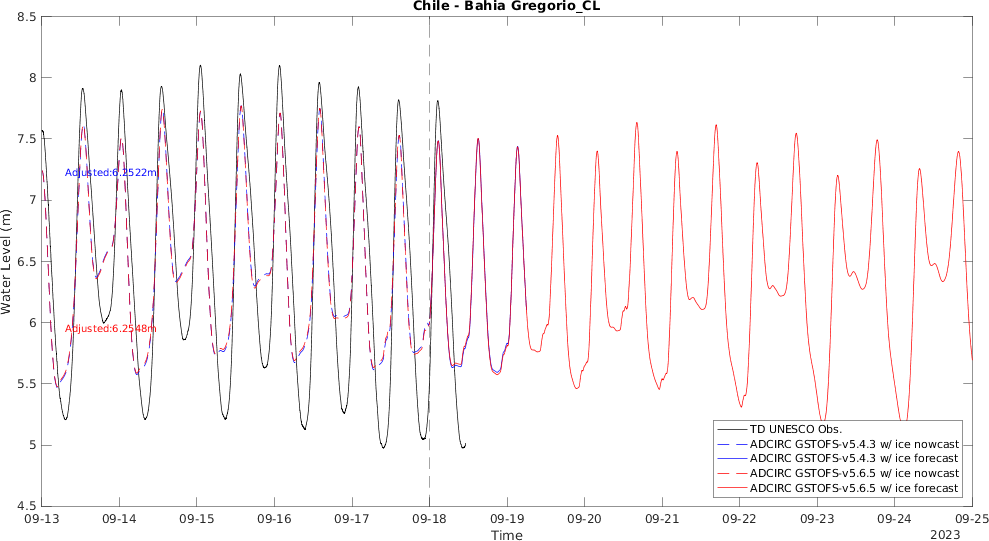 Chile - Bahia Gregorio_CL
8.5
8
7.5
7
6.5
6
5.5
5
4.5
Water Level (m)
Adjusted:6.2522m
Adjusted:6.2548m
TD UNESCO Obs.
ADCIRC GSTOFS-v5.4.3 w/ ice nowcast
ADCIRC GSTOFS-v5.4.3 w/ ice forecast
ADCIRC GSTOFS-v5.6.5 w/ ice nowcast
ADCIRC GSTOFS-v5.6.5 w/ ice forecast
09-13 09-14 09-15 09-16 09-17 09-18 09-19 09-20 09-21 09-22 09-23 09-24 09-25
Time
2023